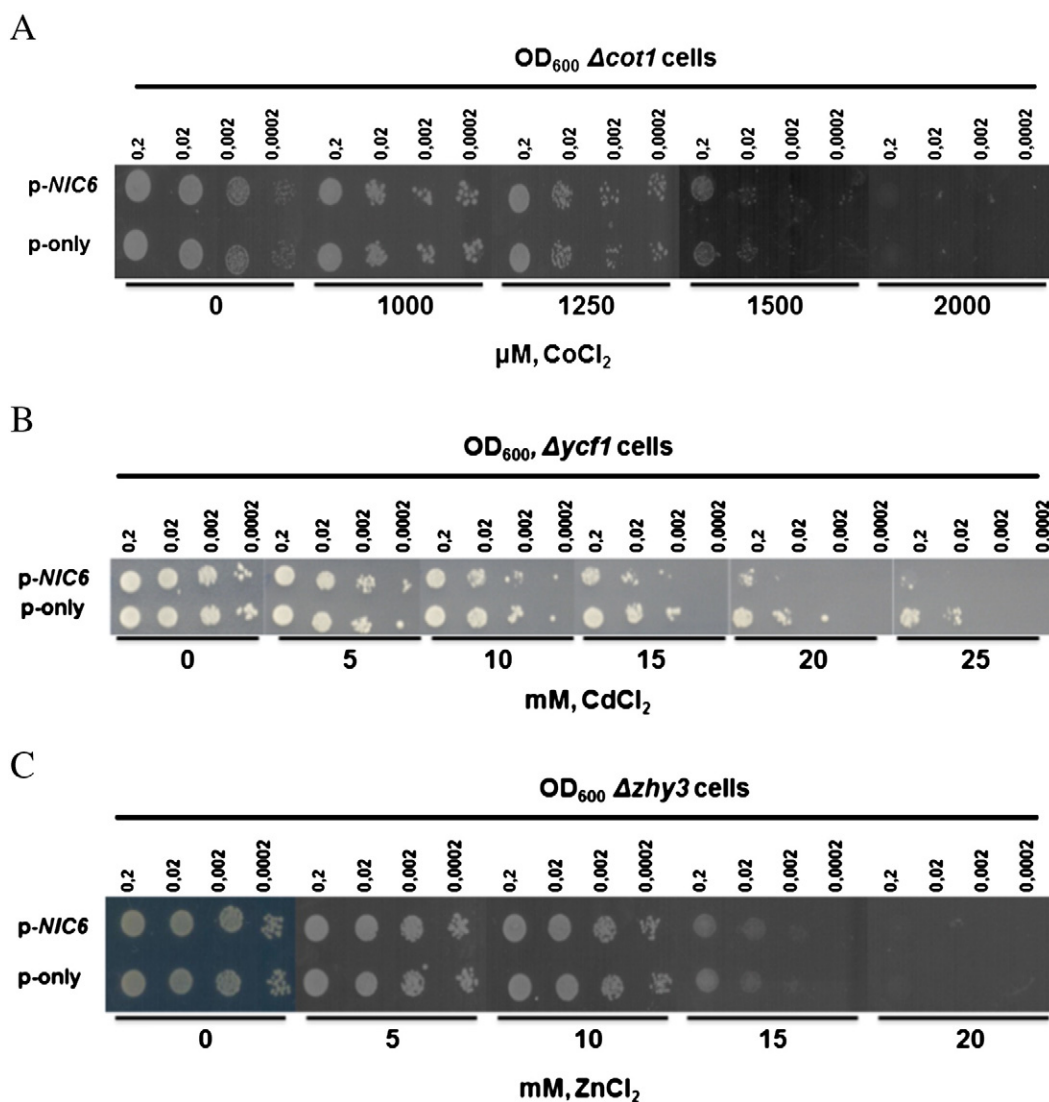 A
OD₆₀₀ Δcot1 cells
0,2 0,02 0,002 0,0002 0,2 0,02 0,002 0,0002 0,2 0,02 0,002 0,0002 0,2 0,02 0,002 0,0002 0,2 0,02 0,002 0,0002
p-NIC6
p-only
0 1000 1250 1500 2000
μM, CoCl₂
B
OD₆₀₀, Δycf1 cells
0,2 0,02 0,002 0,0002 0,2 0,02 0,002 0,0002 0,2 0,02 0,002 0,0002 0,2 0,02 0,002 0,0002 0,2 0,02 0,002 0,0002 0,2 0,02 0,002 0,0002
p-NIC6
p-only
0 5 10 15 20 25
mM, CdCl₂
C
OD₆₀₀ Δzhy3 cells
0,2 0,02 0,002 0,0002 0,2 0,02 0,002 0,0002 0,2 0,02 0,002 0,0002 0,2 0,02 0,002 0,0002 0,2 0,02 0,002 0,0002
p-NIC6
p-only
0 5 10 15 20
mM, ZnCl₂